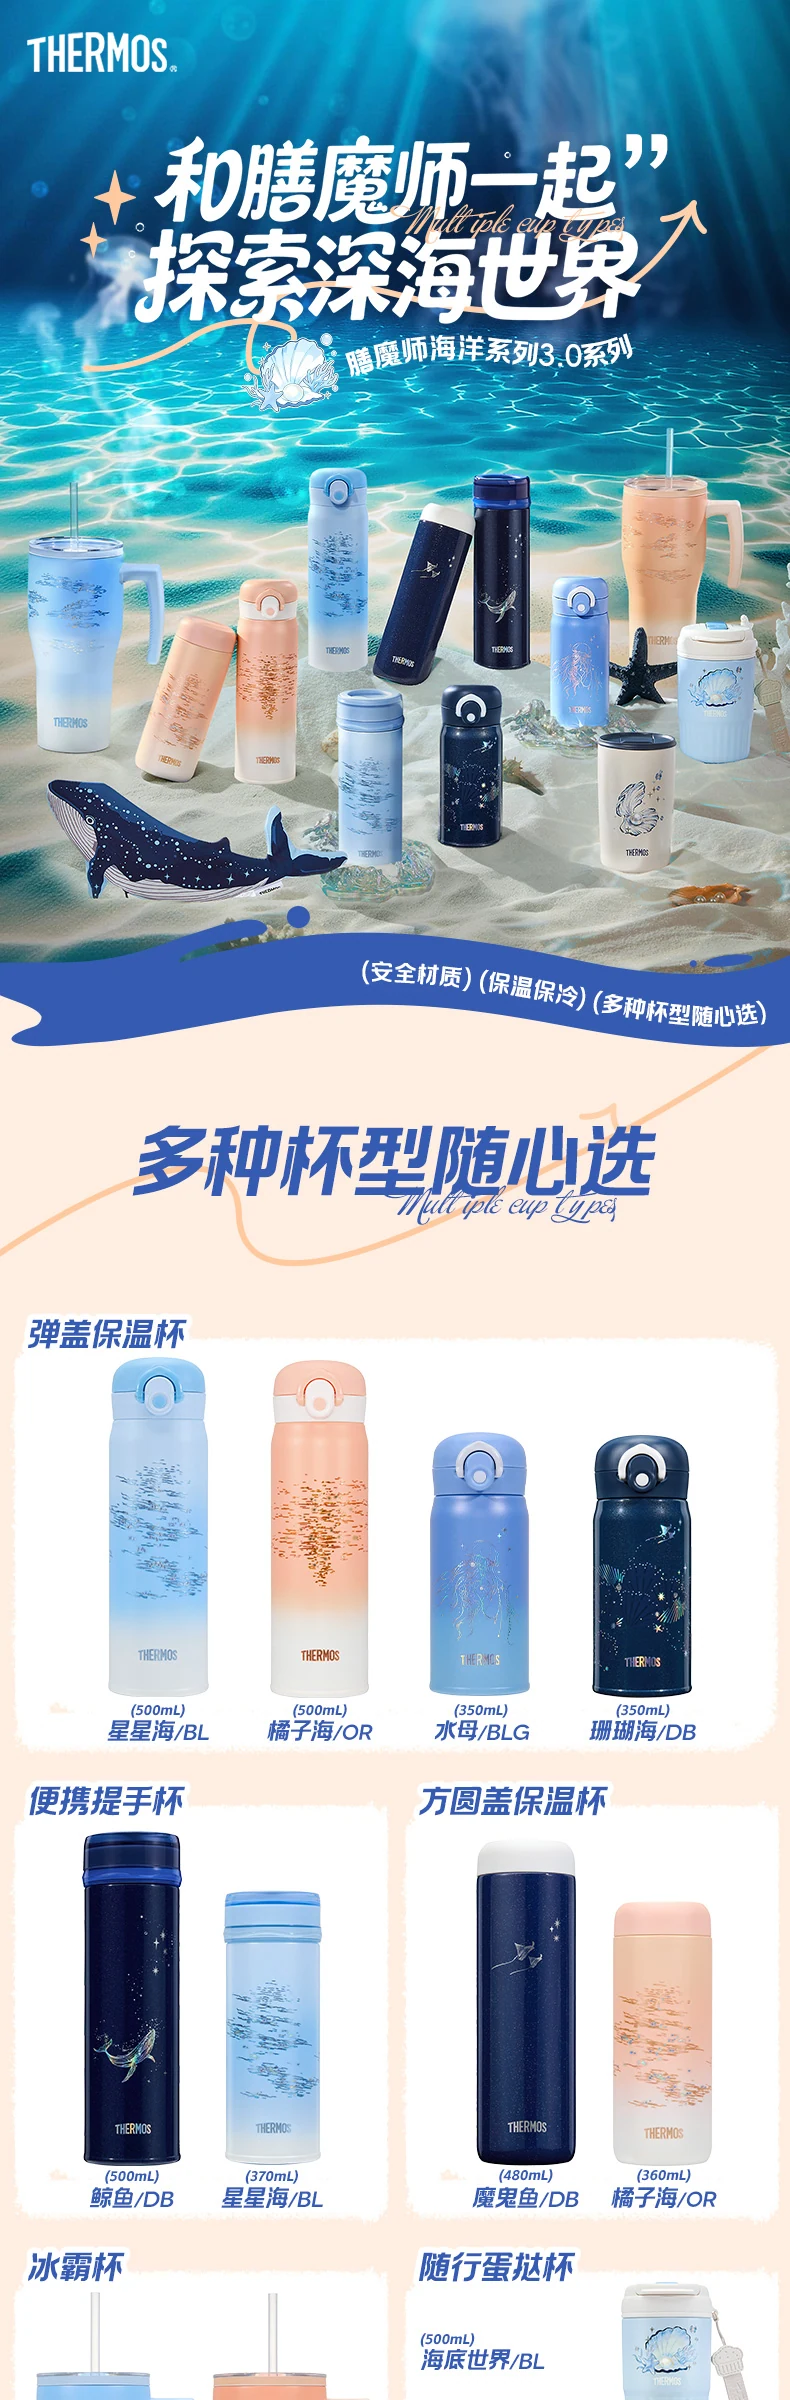 THERMOS®
和膳魔师一起”
Mult iple cup types
探索深海世界
膳魔师海洋系列3.0系列
THERMOS
THERMOS
THERMOS
THERMOS
THERMOS
THERMOS
THERMOS
THERMOS
THERMOS
THERMOS
THERMOS
THERMOS
(安全材质) (保温保冷) (多种杯型随心选)
多种杯型随心选
Mult iple cup types
弹盖保温杯
THERMOS THERMOS THERMOS THERMOS
(500mL) (500mL) (350mL) (350mL)
星星海/BL 橘子海/OR 水母/BLG 珊瑚海/DB
便携提手杯 方圆盖保温杯
THERMOS THERMOS THERMOS THERMOS
(500mL) (370mL) (480mL) (360mL)
鲸鱼/DB 星星海/BL 魔鬼鱼/DB 橘子海/OR
冰霸杯 随行蛋挞杯
(500mL)
海底世界/BL
THERMOS